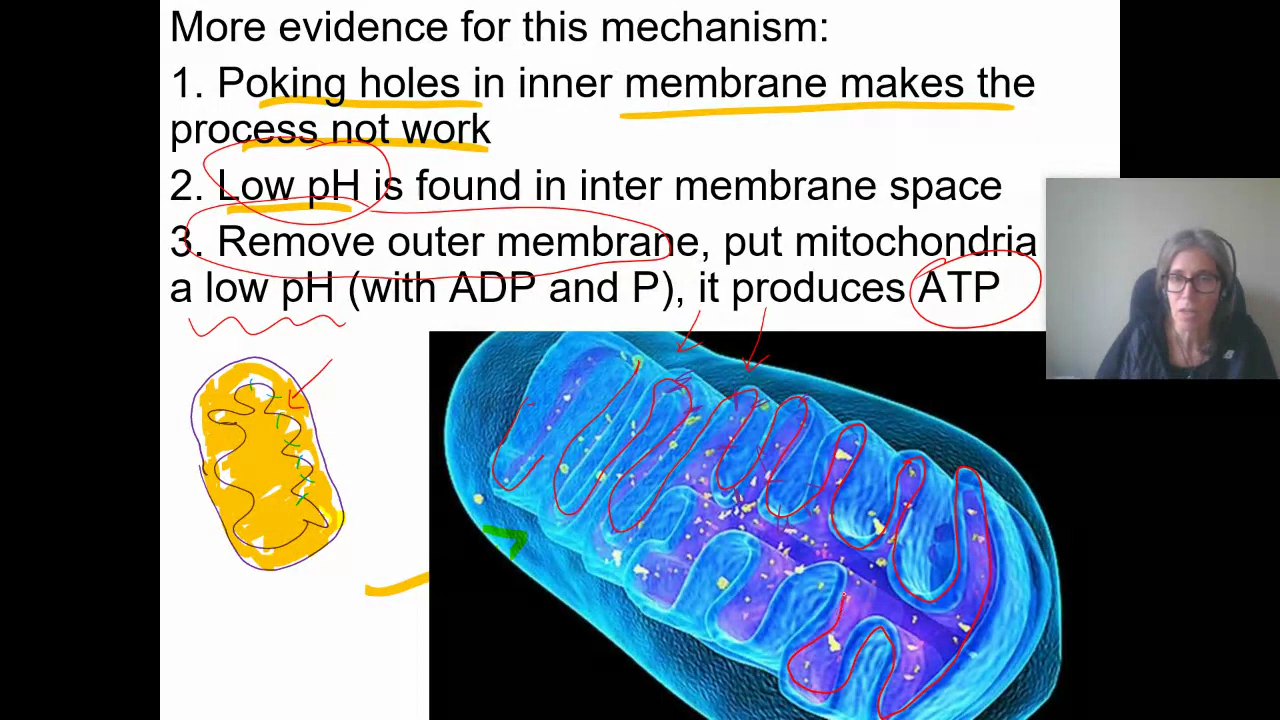 More evidence for this mechanism:
1. Poking holes in inner membrane makes the
process not work
2. Low pH is found in inter membrane space
3. Remove outer membrane, put mitochondria
a low pH (with ADP and P), it produces ATP